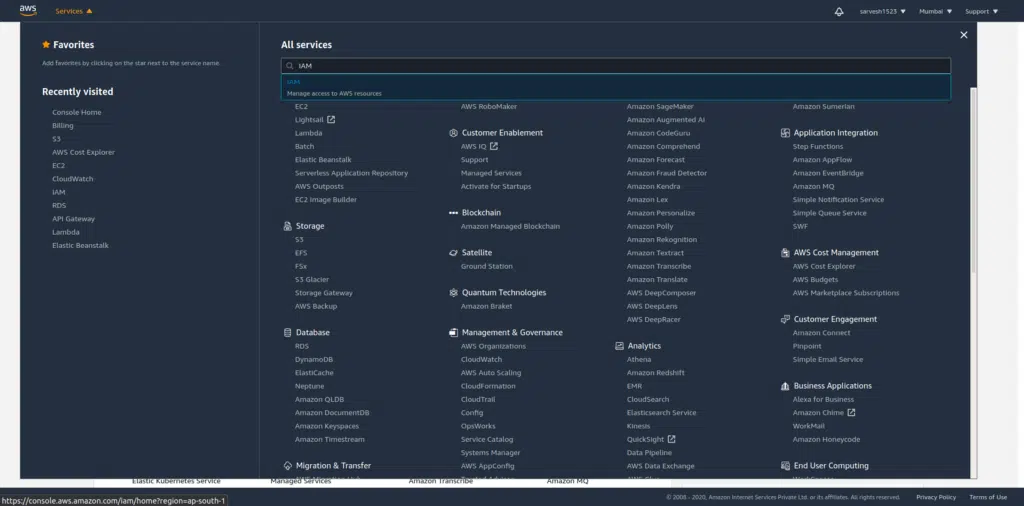 aws
Services
sarvesh1523
Mumbai
Support
Favorites
Add favorites by clicking on the star next to the service name.
Recently visited
Console Home
Billing
S3
AWS Cost Explorer
EC2
CloudWatch
IAM
RDS
API Gateway
Lambda
Elastic Beanstalk
All services
IAM
IAM
Manage access to AWS resources
EC2
Lightsail
Lambda
Batch
Elastic Beanstalk
Serverless Application Repository
AWS Outposts
EC2 Image Builder
Storage
S3
EFS
FSx
S3 Glacier
Storage Gateway
AWS Backup
Database
RDS
DynamoDB
ElastiCache
Neptune
Amazon QLDB
Amazon DocumentDB
Amazon Keyspaces
Amazon Timestream
Migration & Transfer
AWS RoboMaker
Customer Enablement
AWS IQ
Support
Managed Services
Activate for Startups
Blockchain
Amazon Managed Blockchain
Satellite
Ground Station
Quantum Technologies
Amazon Braket
Management & Governance
AWS Organizations
CloudWatch
AWS Auto Scaling
CloudFormation
CloudTrail
Config
OpsWorks
Service Catalog
Systems Manager
AWS AppConfig
Amazon SageMaker
Amazon Augmented AI
Amazon CodeGuru
Amazon Comprehend
Amazon Forecast
Amazon Fraud Detector
Amazon Kendra
Amazon Lex
Amazon Personalize
Amazon Polly
Amazon Rekognition
Amazon Textract
Amazon Transcribe
Amazon Translate
AWS DeepComposer
AWS DeepLens
AWS DeepRacer
Analytics
Athena
Amazon Redshift
EMR
CloudSearch
Elasticsearch Service
Kinesis
QuickSight
Data Pipeline
AWS Data Exchange
Amazon Sumerian
Application Integration
Step Functions
Amazon AppFlow
Amazon EventBridge
Amazon MQ
Simple Notification Service
Simple Queue Service
SWF
AWS Cost Management
AWS Cost Explorer
AWS Budgets
AWS Marketplace Subscriptions
Customer Engagement
Amazon Connect
Pinpoint
Simple Email Service
Business Applications
Alexa for Business
Amazon Chime
WorkMail
Amazon Honeycode
End User Computing
Elastic Kubernetes Service
Managed Services
Amazon Transcribe
Amazon MQ
https://console.aws.amazon.com/iam/home?region=ap-south-1
© 2008 - 2020, Amazon Internet Services Private Ltd. or its affiliates. All rights reserved.
Privacy Policy
Terms of Use